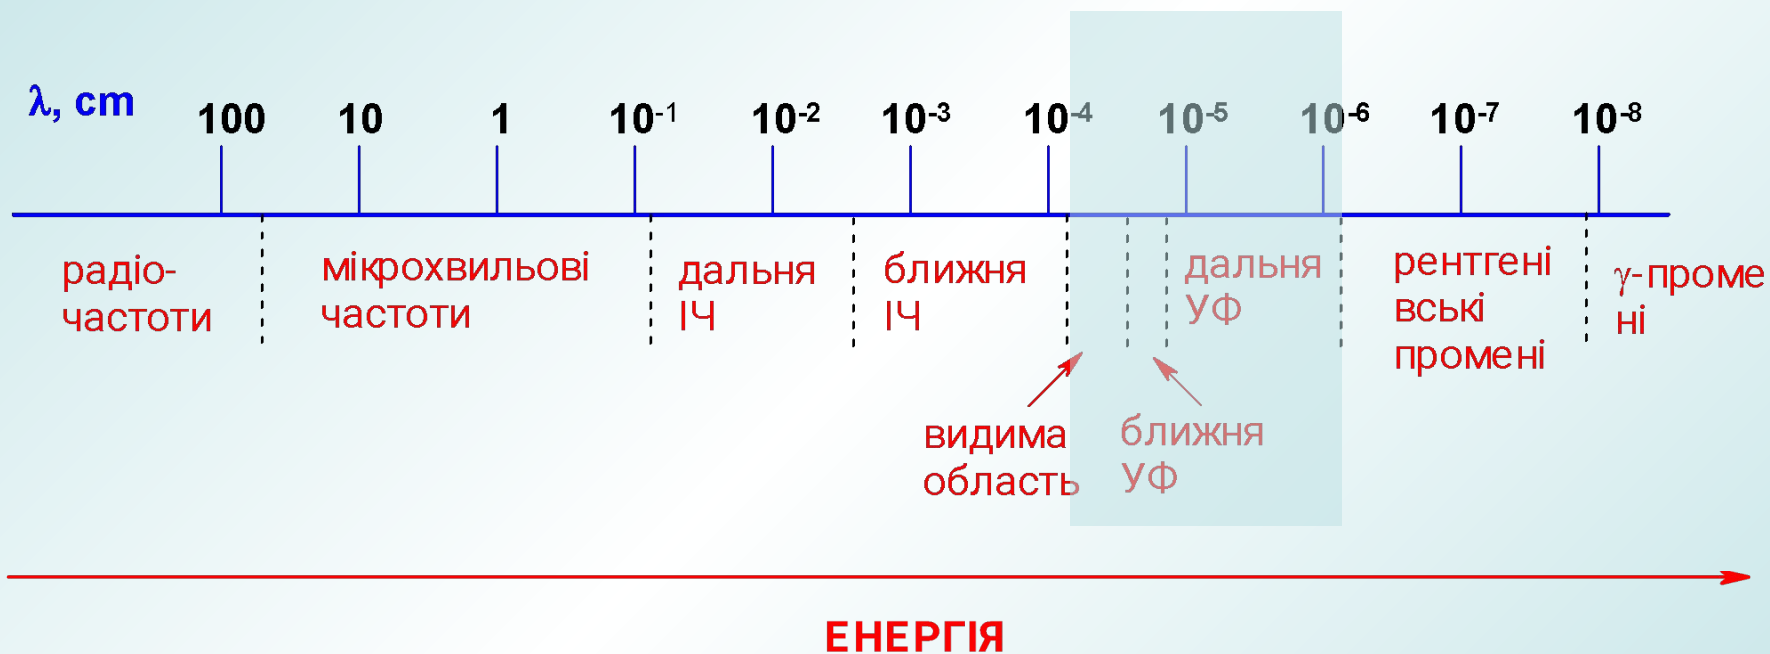 λ, cm 100 10 1 10⁻¹ 10⁻² 10⁻³ 10⁻⁴ 10⁻⁵ 10⁻⁶ 10⁻⁷ 10⁻⁸
радіо-
частоти
мікрохвильові
частоти
дальня
ІЧ
ближня
ІЧ
дальня
УФ
рентгені
вські
промені
γ-проме
ні
видима
область
ближня
УФ
ЕНЕРГІЯ